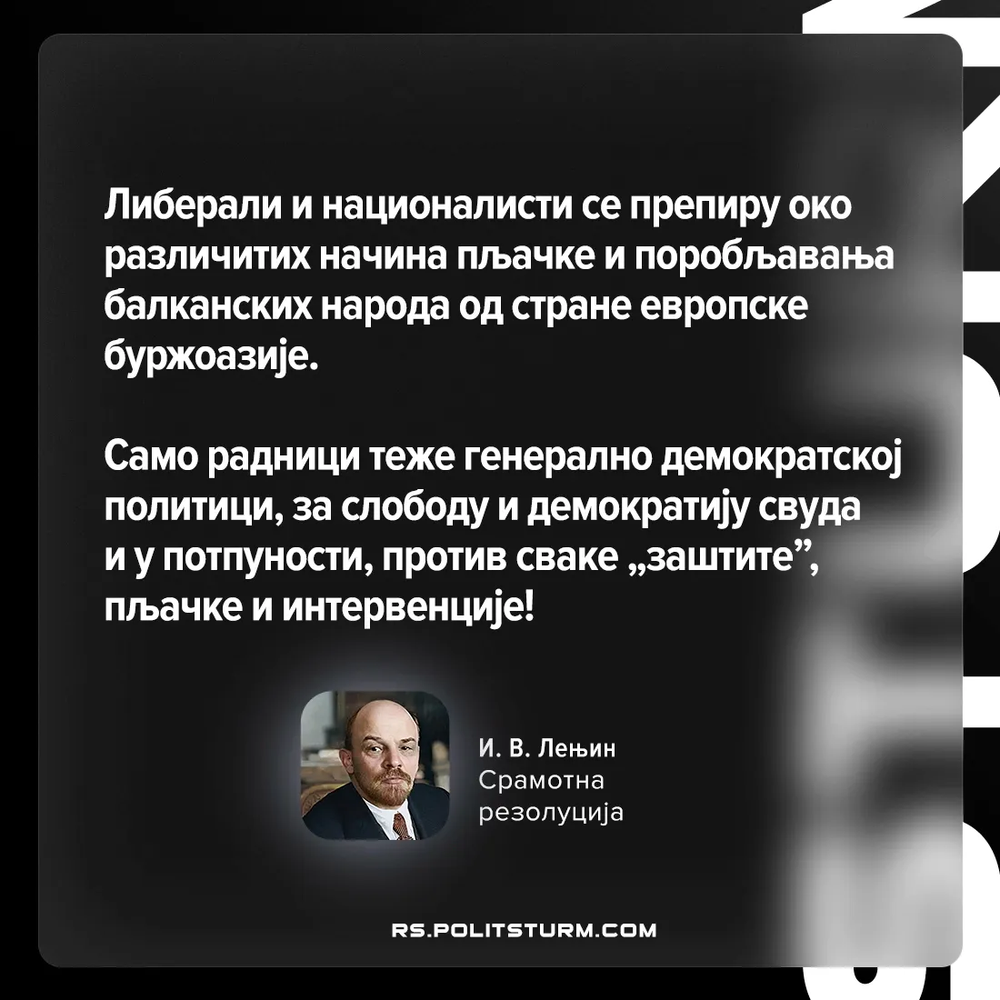 Либерали и националисти се препиру око
различитих начина пљачке и поробљавања
балканских народа од стране европске
буржоазије.
Само радници теже генерално демократској
политици, за слободу и демократију свуда
и у потпуности, против сваке „заштите”,
пљачке и интервенције!
И. В. Лењин
Срамотна
резолуција
RS.POLITSTURM.COM